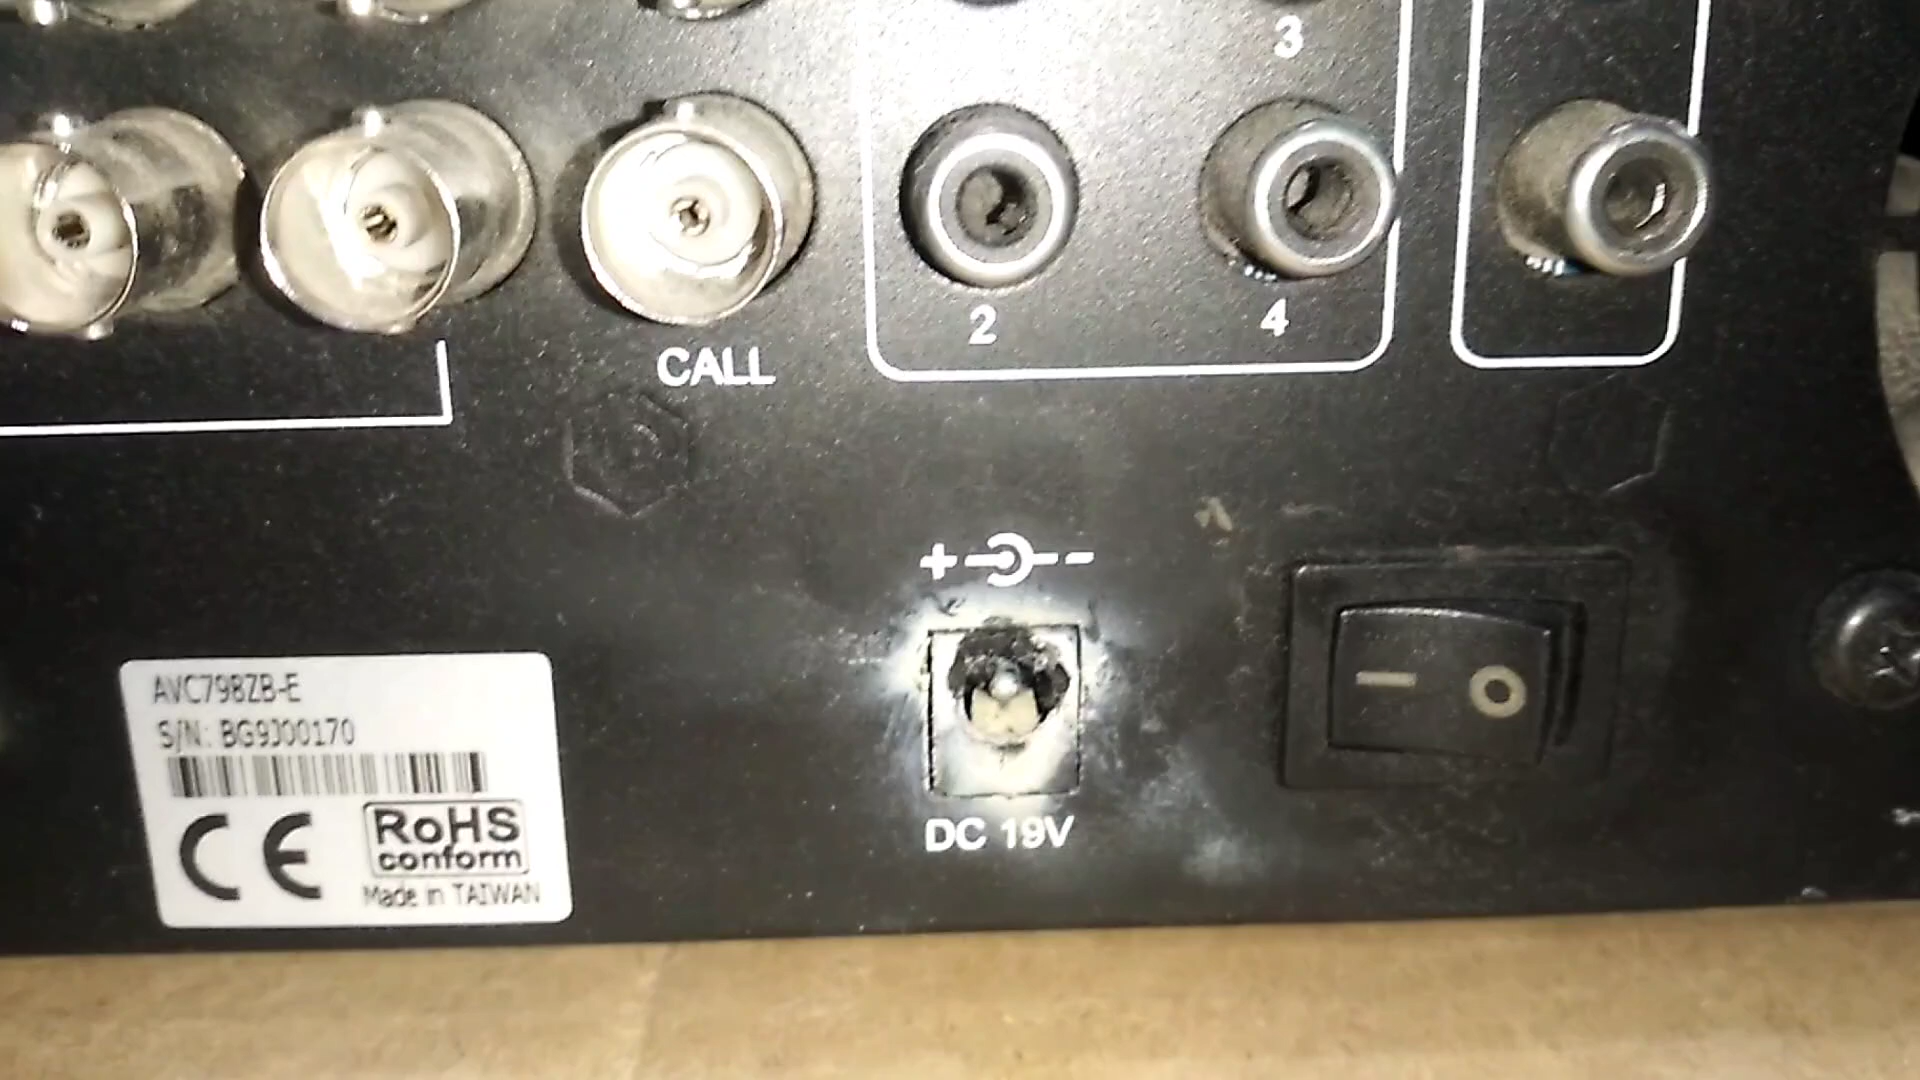 3
2
4
CALL
AVC798ZB-E
S/N: BG9J00170
CE
RoHS
conform
Made in TAIWAN
DC 19V